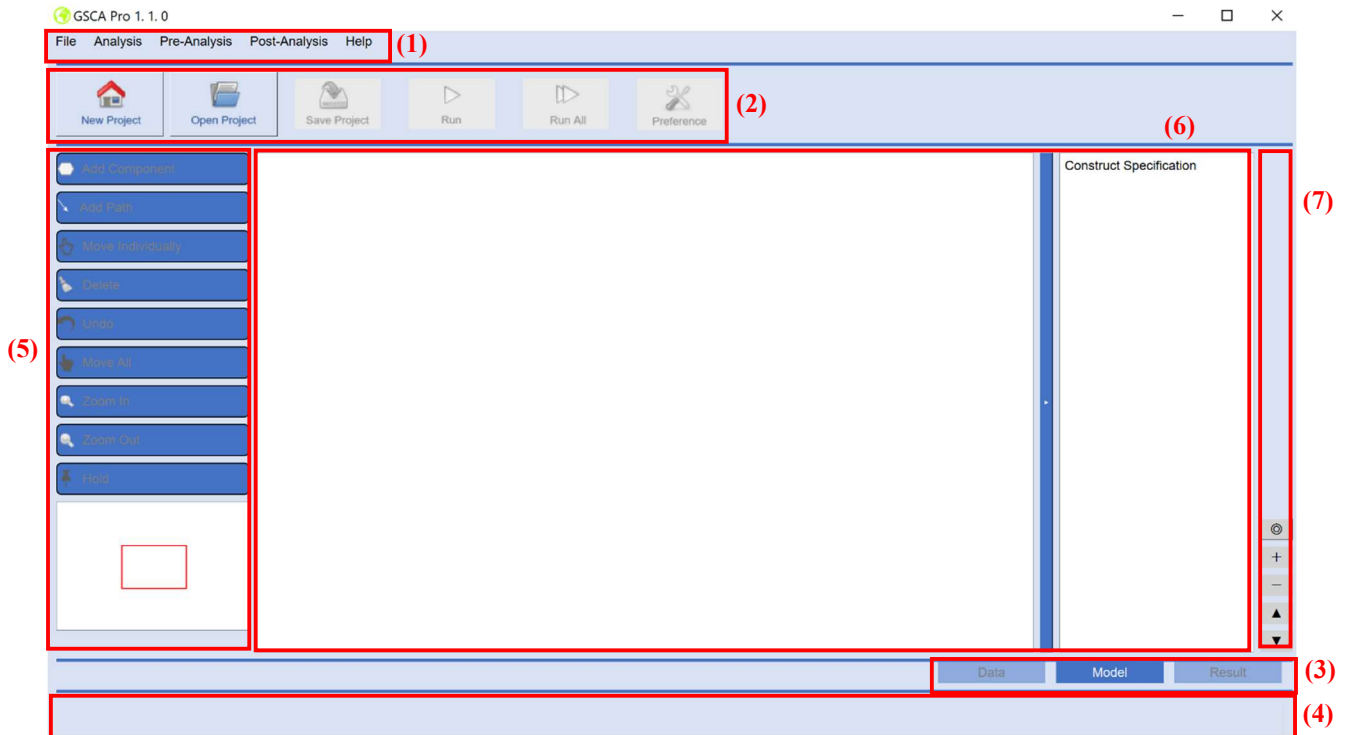 GSCA Pro 1. 1. 0
File Analysis Pre-Analysis Post-Analysis Help (1)
New Project Open Project Save Project Run Run All Preference (2)
(6)
Add Component
Construct Specification
(7)
Add Path
Move Individually
Delete
Undo
(5)
Move All
Zoom In
Zoom Out
Hold
Data Model Result (3)
(4)